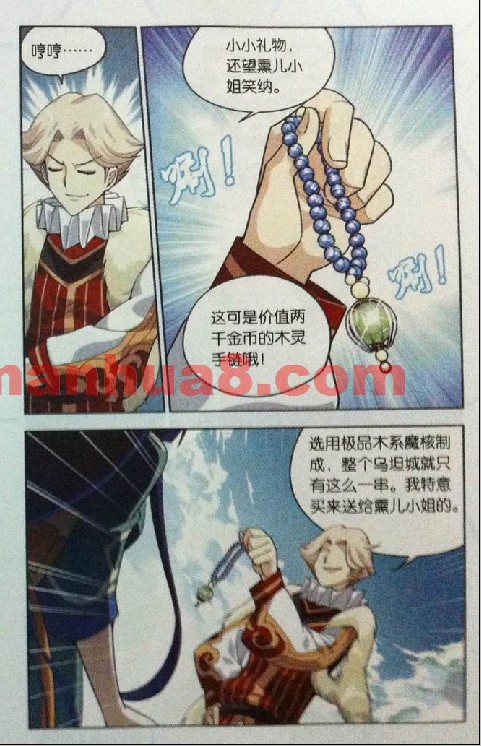 哼哼……
小小礼物，
还望熏儿小
姐笑纳。
唰！
唰！
这可是价值两
千金币的木灵
手链哦！
manhua8.com
选用极品木系魔核制
成，整个乌坦城就只
有这么一串。我特意
买来送给熏儿小姐的。